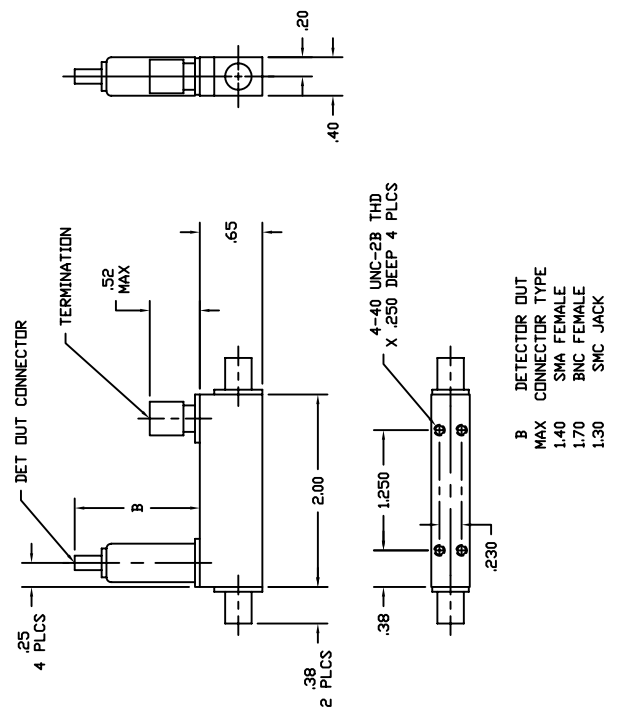 .20
.40
DET OUT CONNECTOR
TERMINATION
.52
MAX
.65
B
.25
4 PLCS
2.00
.38
2 PLCS
4-40 UNC-2B THD
X .250 DEEP 4 PLCS
1.250
.38
.230
B DETECTOR OUT
MAX CONNECTOR TYPE
1.40 SMA FEMALE
1.70 BNC FEMALE
1.30 SMC JACK